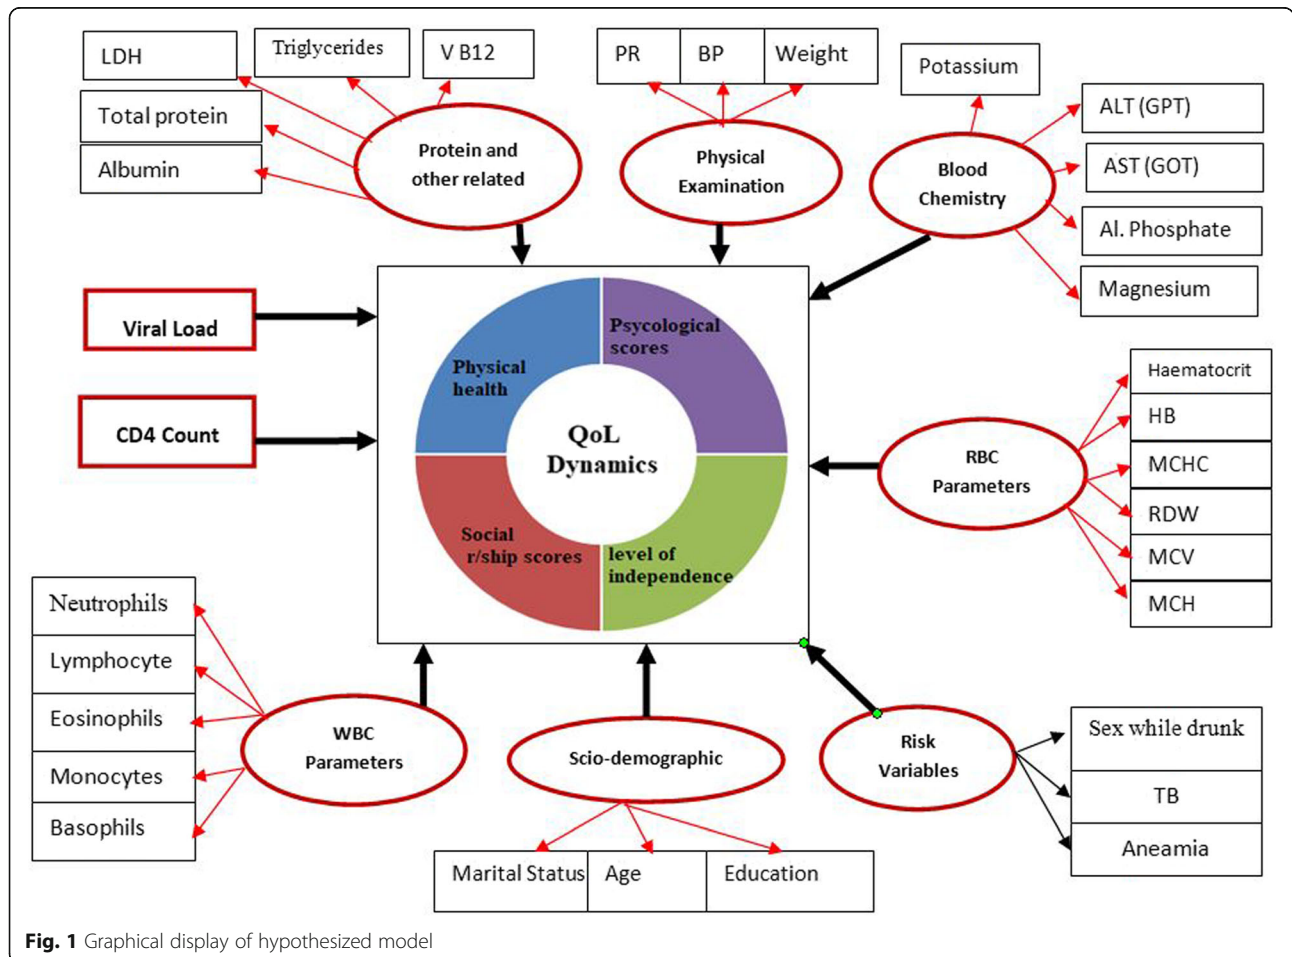 LDH
Triglycerides
V B12
PR
BP
Weight
Potassium
Total protein
Albumin
Protein and
other related
Physical
Examination
Blood
Chemistry
ALT (GPT)
AST (GOT)
Al. Phosphate
Magnesium
Viral Load
CD4 Count
Physical
health
Psycological
scores
QoL
Dynamics
Social
r/ship scores
level of
independence
RBC
Parameters
Haematocrit
HB
MCHC
RDW
MCV
MCH
Neutrophils
Lymphocyte
Eosinophils
Monocytes
Basophils
WBC
Parameters
Scio-demographic
Risk
Variables
Sex while drunk
TB
Aneamia
Marital Status
Age
Education
Fig. 1 Graphical display of hypothesized model